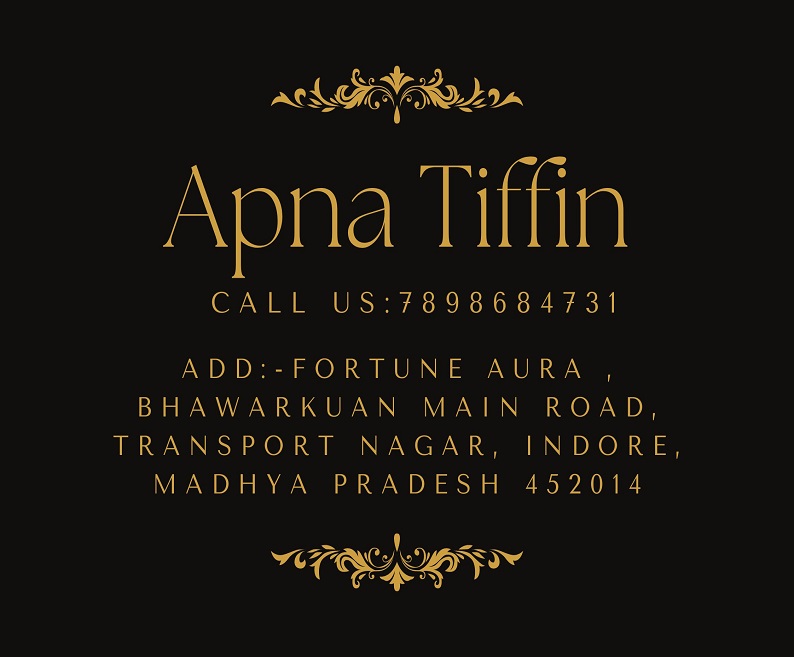 Apna Tiffin
CALL US:7898684731
ADD:-FORTUNE AURA ,
BHAWARKUAN MAIN ROAD,
TRANSPORT NAGAR, INDORE,
MADHYA PRADESH 452014